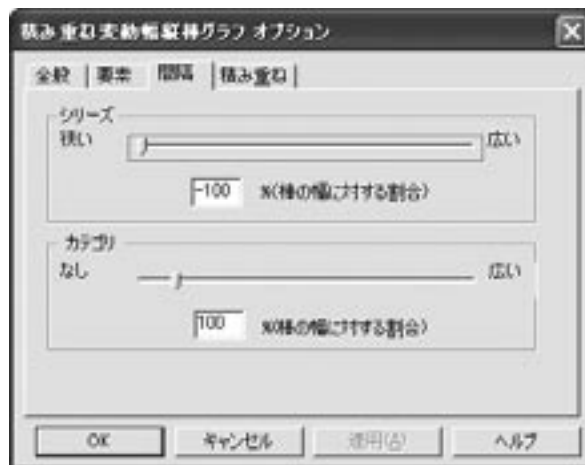 積み重ね変動幅縦棒グラフ オプション
全般 要素 間隔 積み重ね
シリーズ
狭い 広い
-100 %(棒の幅に対する割合)
カテゴリ
なし 広い
100 %(棒の幅に対する割合)
OK キャンセル 適用(A) ヘルプ